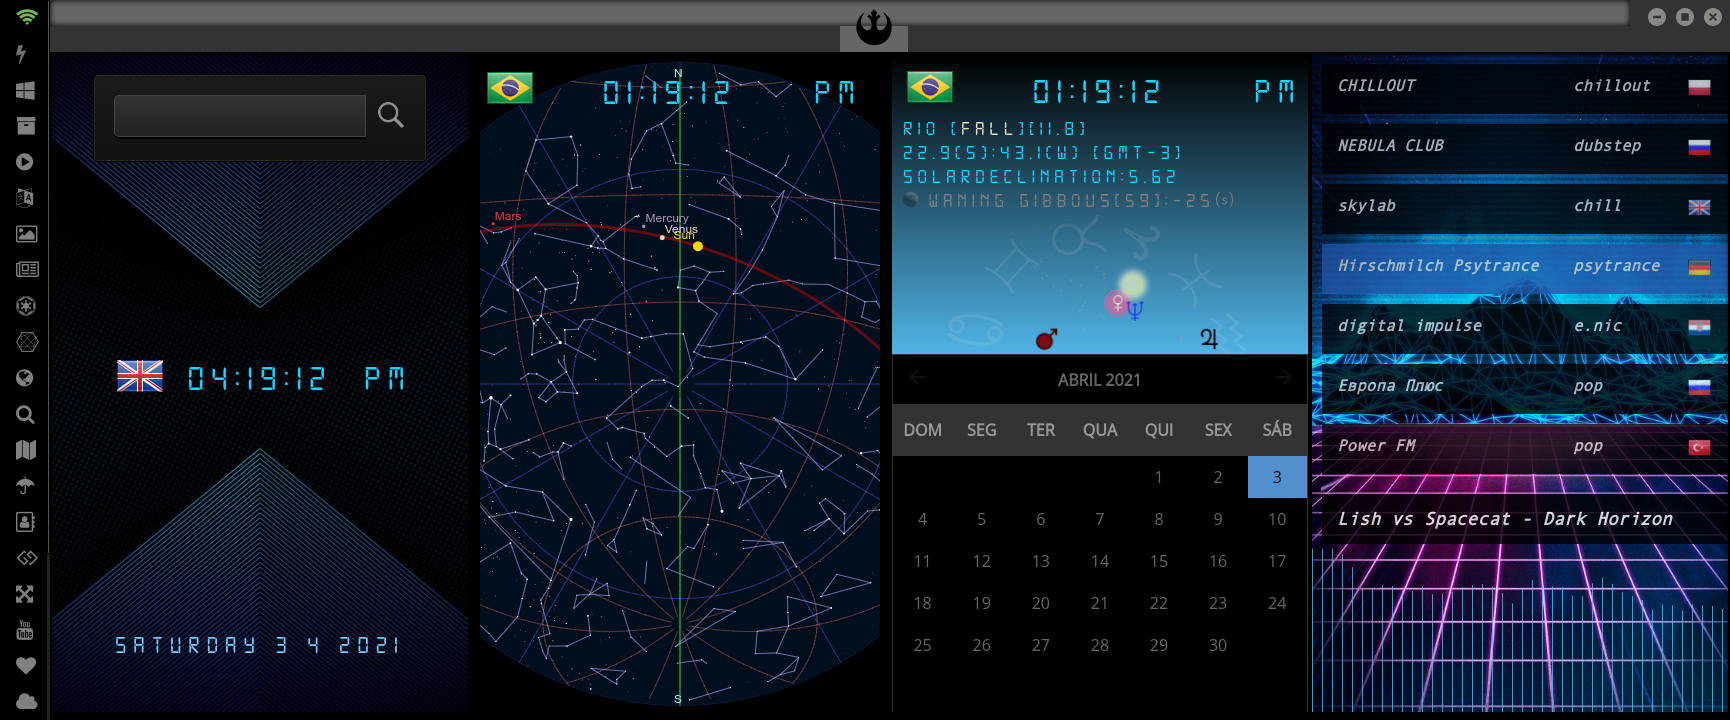 04:19:12 PM
SATURDAY 3 4 2021
N
01:19:12 PM
Mars
Mercury
Venus
Sun
S
01:19:12 PM
RIO [FALL][11.8]
22.9(S):43.1(W) [GMT-3]
SOLARDECLINATION:5.62
WANING GIBBOUS[59]:-25(s)
ABRIL 2021
DOM SEG TER QUA QUI SEX SÁB
1 2 3
4 5 6 7 8 9 10
11 12 13 14 15 16 17
18 19 20 21 22 23 24
25 26 27 28 29 30
CHILLOUT chillout
NEBULA CLUB dubstep
skylab chill
Hirschmilch Psytrance psytrance
digital impulse e.nic
Европа Плюс pop
Power FM pop
Lish vs Spacecat - Dark Horizon
You
Tube